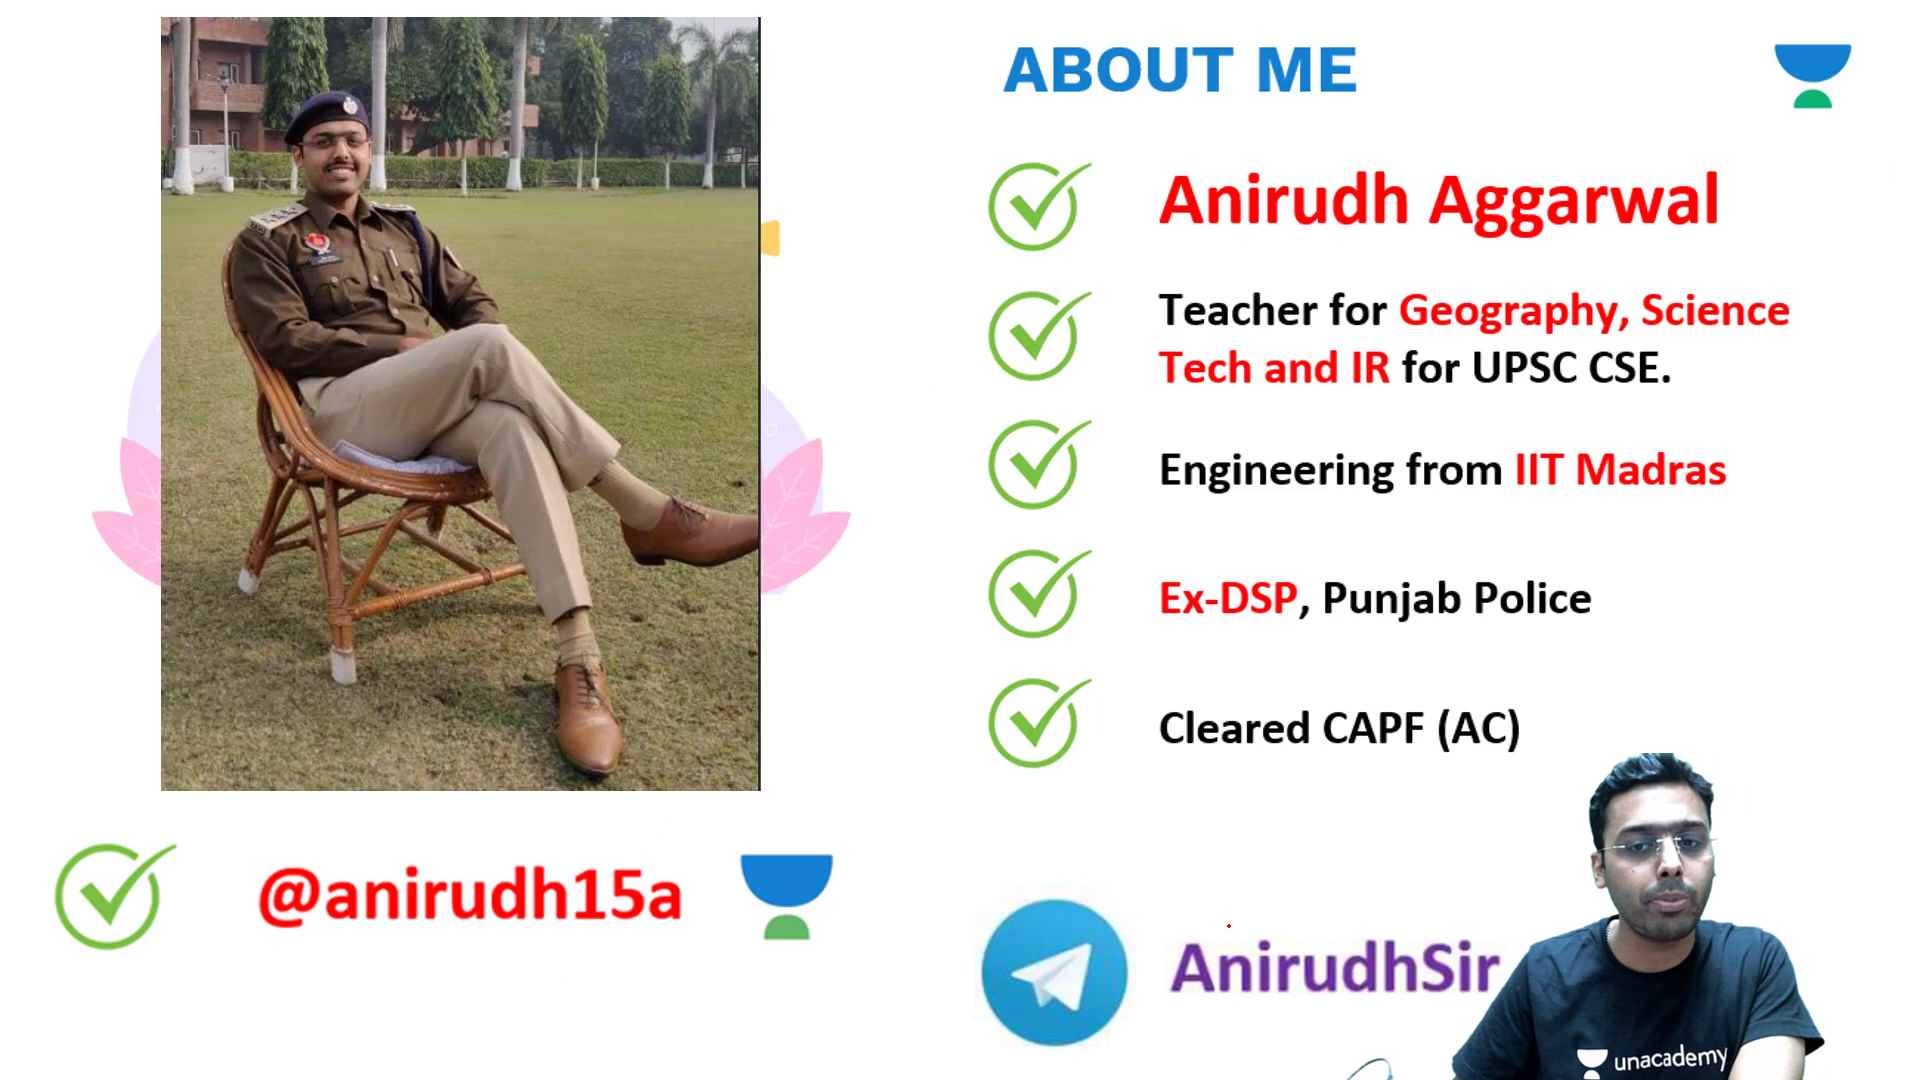 ABOUT ME
Anirudh Aggarwal
Teacher for Geography, Science
Tech and IR for UPSC CSE.
Engineering from IIT Madras
Ex-DSP, Punjab Police
Cleared CAPF (AC)
@anirudh15a
AnirudhSir
unacademy